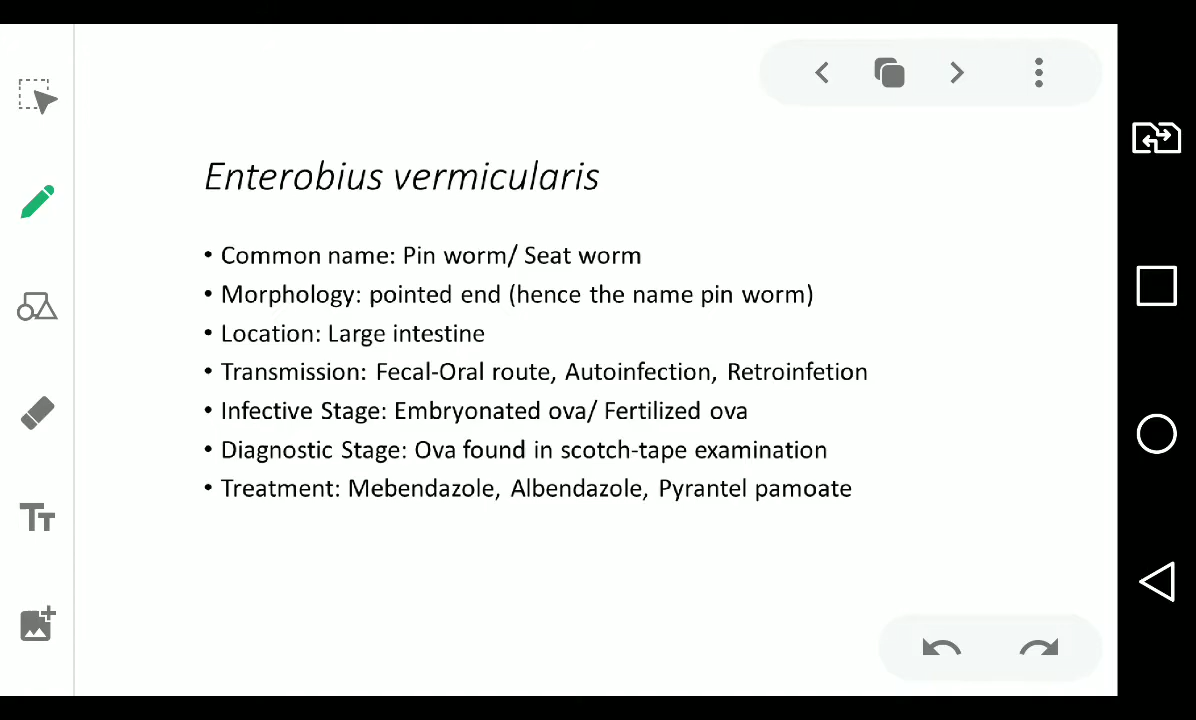 Enterobius vermicularis
• Common name: Pin worm/ Seat worm
• Morphology: pointed end (hence the name pin worm)
• Location: Large intestine
• Transmission: Fecal-Oral route, Autoinfection, Retroinfetion
• Infective Stage: Embryonated ova/ Fertilized ova
• Diagnostic Stage: Ova found in scotch-tape examination
• Treatment: Mebendazole, Albendazole, Pyrantel pamoate
TT